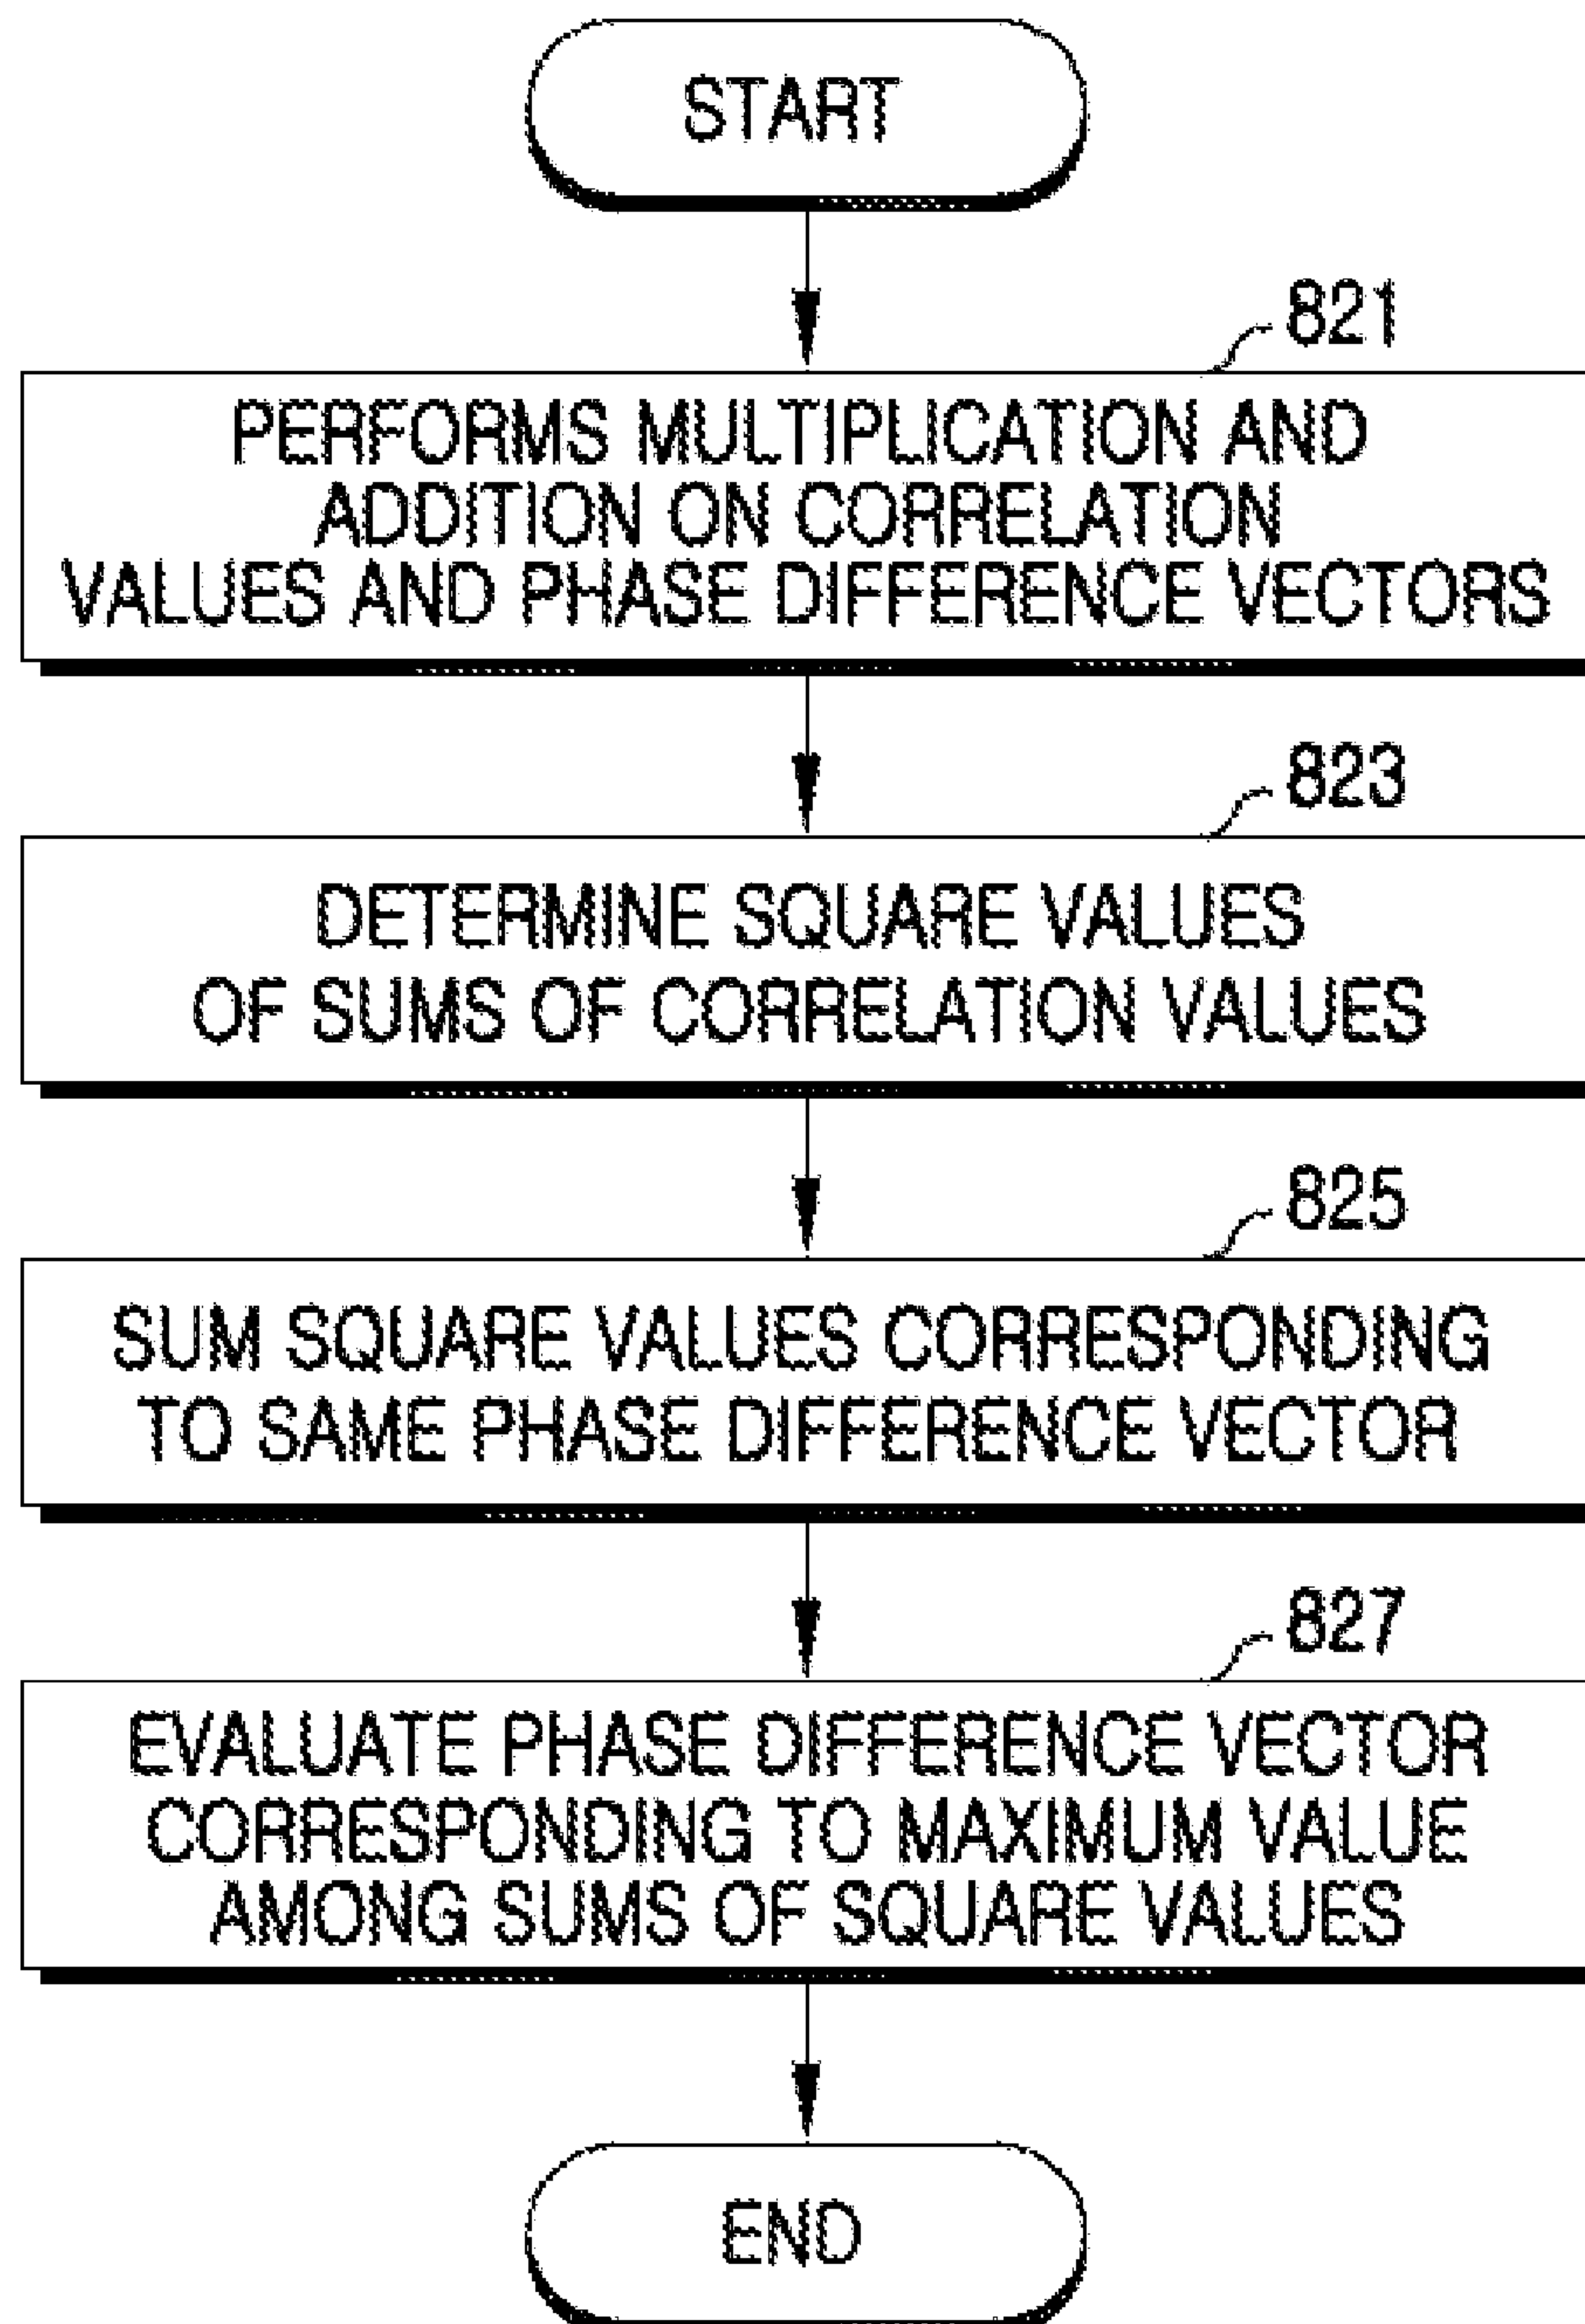 START
821
PERFORMS MULTIPLICATION AND
ADDITION ON CORRELATION
VALUES AND PHASE DIFFERENCE VECTORS
823
DETERMINE SQUARE VALUES
OF SUMS OF CORRELATION VALUES
825
SUM SQUARE VALUES CORRESPONDING
TO SAME PHASE DIFFERENCE VECTOR
827
EVALUATE PHASE DIFFERENCE VECTOR
CORRESPONDING TO MAXIMUM VALUE
AMONG SUMS OF SQUARE VALUES
END